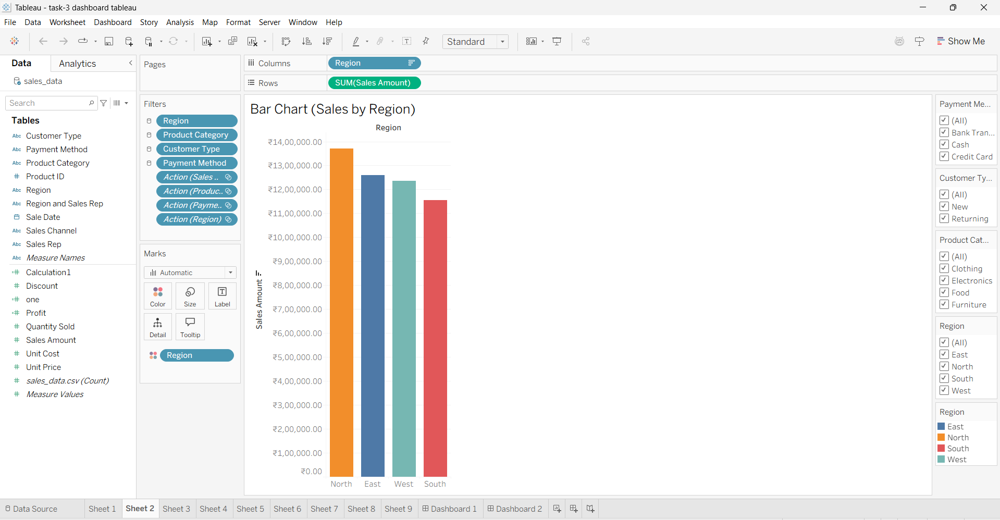 Tableau - task-3 dashboard tableau
File Data Worksheet Dashboard Story Analysis Map Format Server Window Help
Standard
Show Me
Data Analytics
sales_data
Search
Tables
Abc Customer Type
Abc Payment Method
Abc Product Category
# Product ID
Abc Region
Abc Region and Sales Rep
Sale Date
Abc Sales Channel
Abc Sales Rep
Abc Measure Names
=# Calculation1
# Discount
=# one
=# Profit
# Quantity Sold
# Sales Amount
# Unit Cost
# Unit Price
# sales_data.csv (Count)
# Measure Values
Pages
Filters
Region
Product Category
Customer Type
Payment Method
Action (Sales ..
Action (Produc..
Action (Payme..
Action (Region)
Marks
Automatic
Color Size Label
Detail Tooltip
Region
Columns Region
Rows SUM(Sales Amount)
Bar Chart (Sales by Region)
Region
Sales Amount
₹14,00,000.00
₹13,00,000.00
₹12,00,000.00
₹11,00,000.00
₹10,00,000.00
₹9,00,000.00
₹8,00,000.00
₹7,00,000.00
₹6,00,000.00
₹5,00,000.00
₹4,00,000.00
₹3,00,000.00
₹2,00,000.00
₹1,00,000.00
₹0.00
North East West South
Payment Me...
(All)
Bank Tran...
Cash
Credit Card
Customer Ty...
(All)
New
Returning
Product Cat...
(All)
Clothing
Electronics
Food
Furniture
Region
(All)
East
North
South
West
Region
East
North
South
West
Data Source Sheet 1 Sheet 2 Sheet 3 Sheet 4 Sheet 5 Sheet 6 Sheet 7 Sheet 8 Sheet 9 Dashboard 1 Dashboard 2